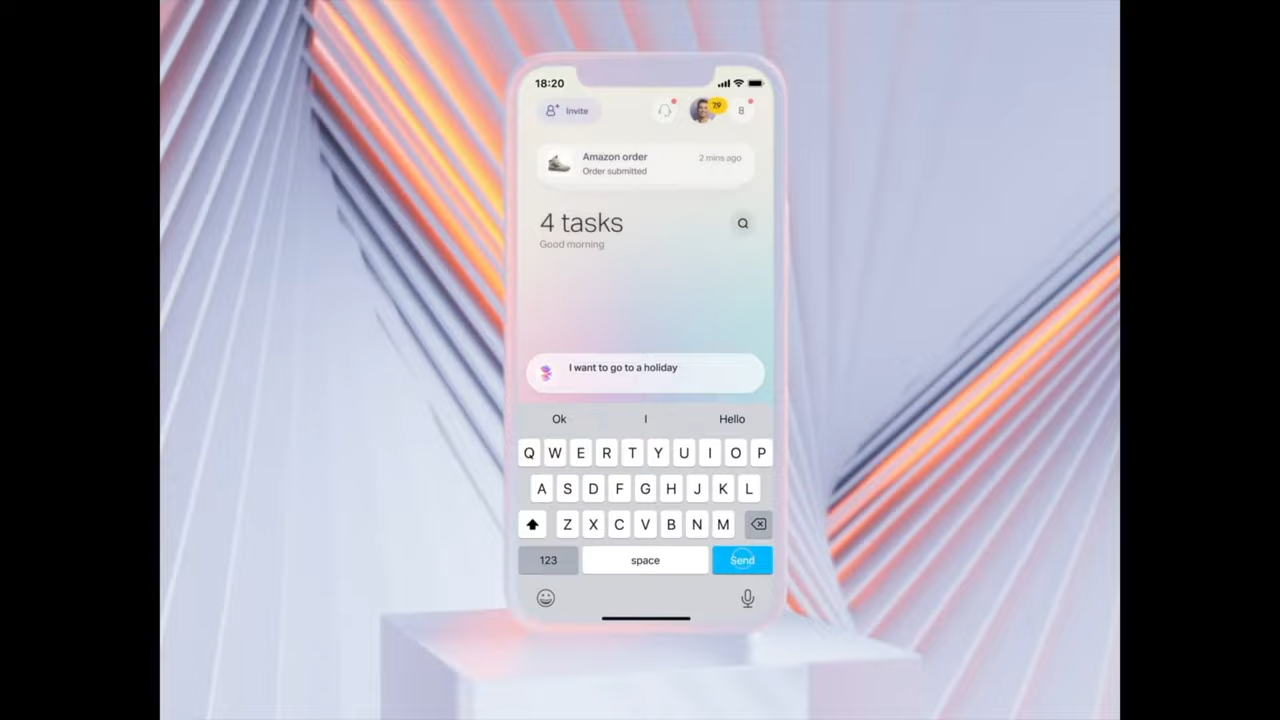 18:20
Invite
79
8
Amazon order
2 mins ago
Order submitted
4 tasks
Good morning
I want to go to a holiday
Ok
I
Hello
Q W E R T Y U I O P
A S D F G H J K L
Z X C V B N M
123
space
Send